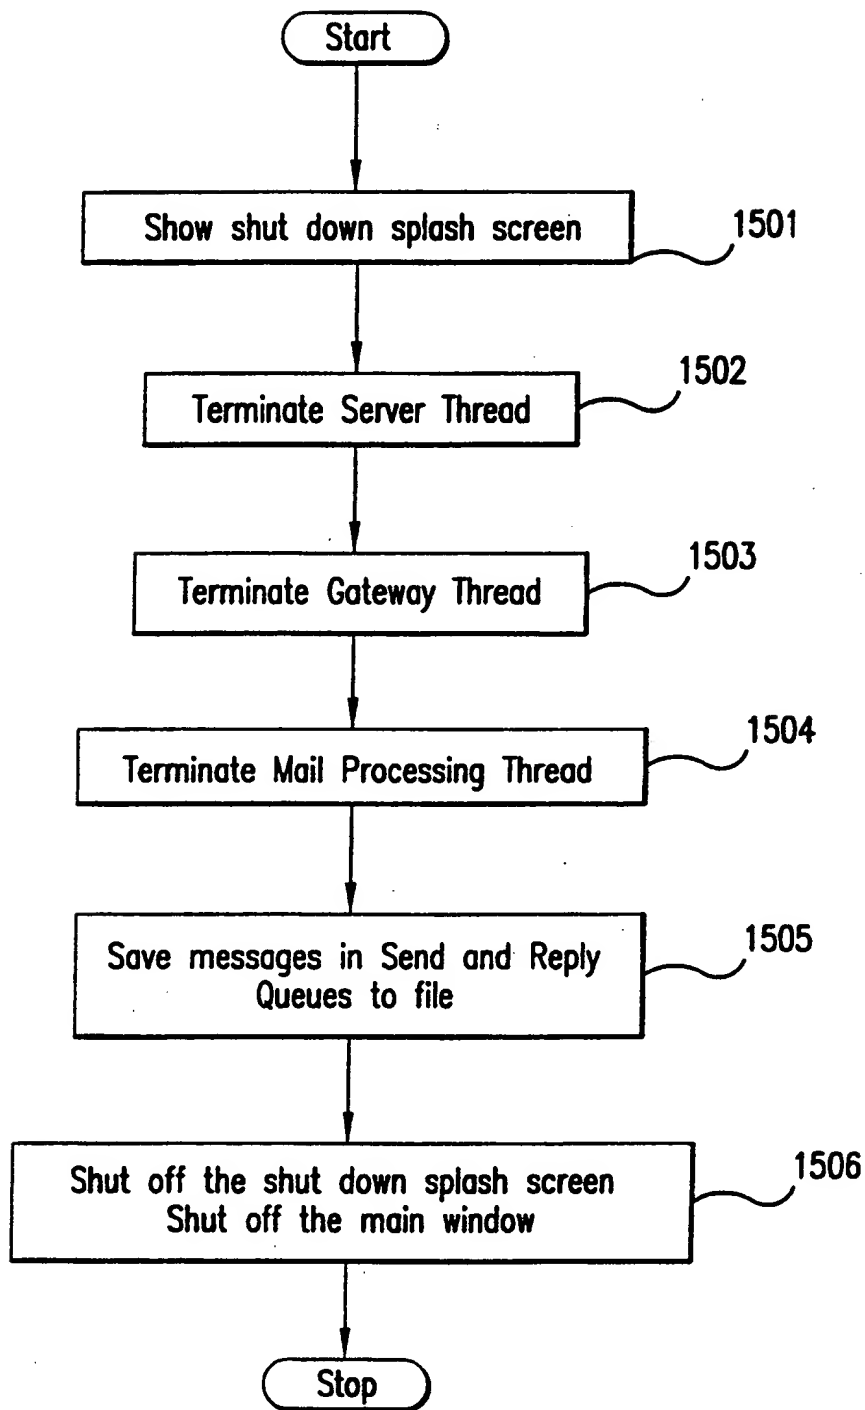 Start
Show shut down splash screen
1501
Terminate Server Thread
1502
Terminate Gateway Thread
1503
Terminate Mail Processing Thread
1504
Save messages in Send and Reply
Queues to file
1505
Shut off the shut down splash screen
Shut off the main window
1506
Stop